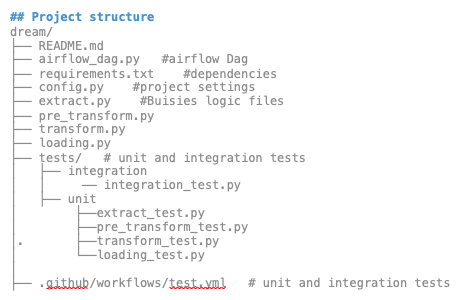 ## Project structure
dream/
├── README.md
├── airflow_dag.py   #airflow Dag
├── requirements.txt    #dependencies
├── config.py    #project settings
├── extract.py    #Buisies logic files
├── pre_transform.py
├── transform.py
├── loading.py
├── tests/   # unit and integration tests
│   ├── integration
│   │     ── integration_test.py
│   ├── unit
│        ├──extract_test.py
│        ├──pre_transform_test.py
│.       ├──transform_test.py
│        └──loading_test.py
│
├── .github/workflows/test.yml   # unit and integration tests